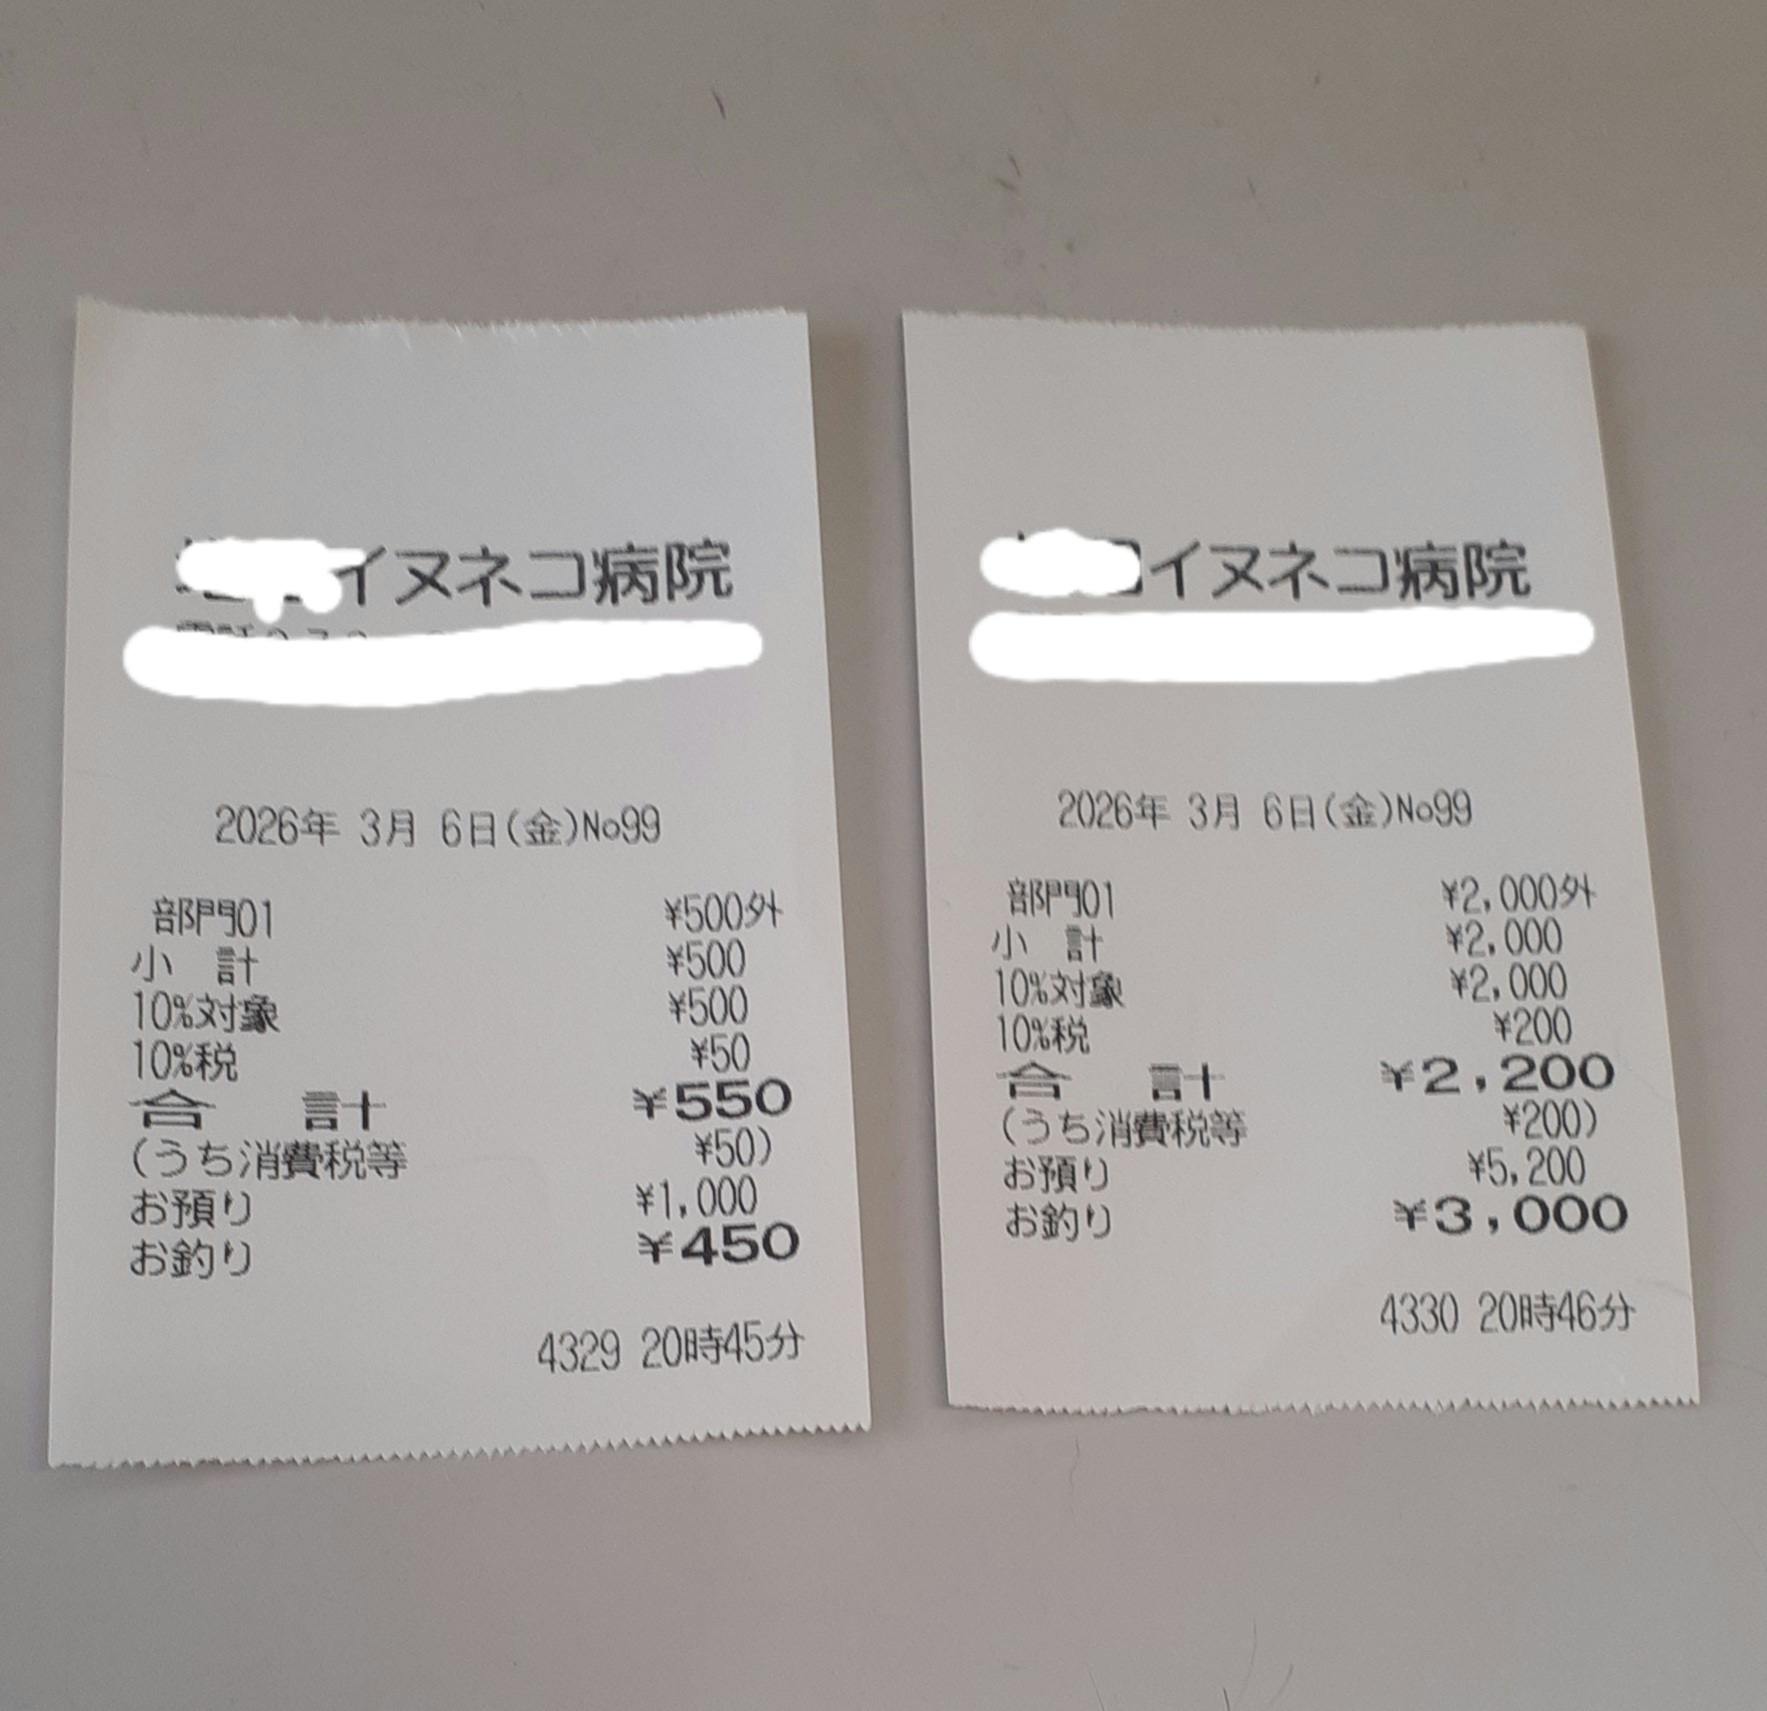 イヌネコ病院
2026年 3月 6日(金)No99
部門01 ¥500外
小 計 ¥500
10%対象 ¥500
10%税 ¥50
合 計 ¥550
(うち消費税等 ¥50)
お預り ¥1,000
お釣り ¥450
4329 20時45分
イヌネコ病院
2026年 3月 6日(金)No99
部門01 ¥2,000外
小 計 ¥2,000
10%対象 ¥2,000
10%税 ¥200
合 計 ¥2,200
(うち消費税等 ¥200)
お預り ¥5,200
お釣り ¥3,000
4330 20時46分